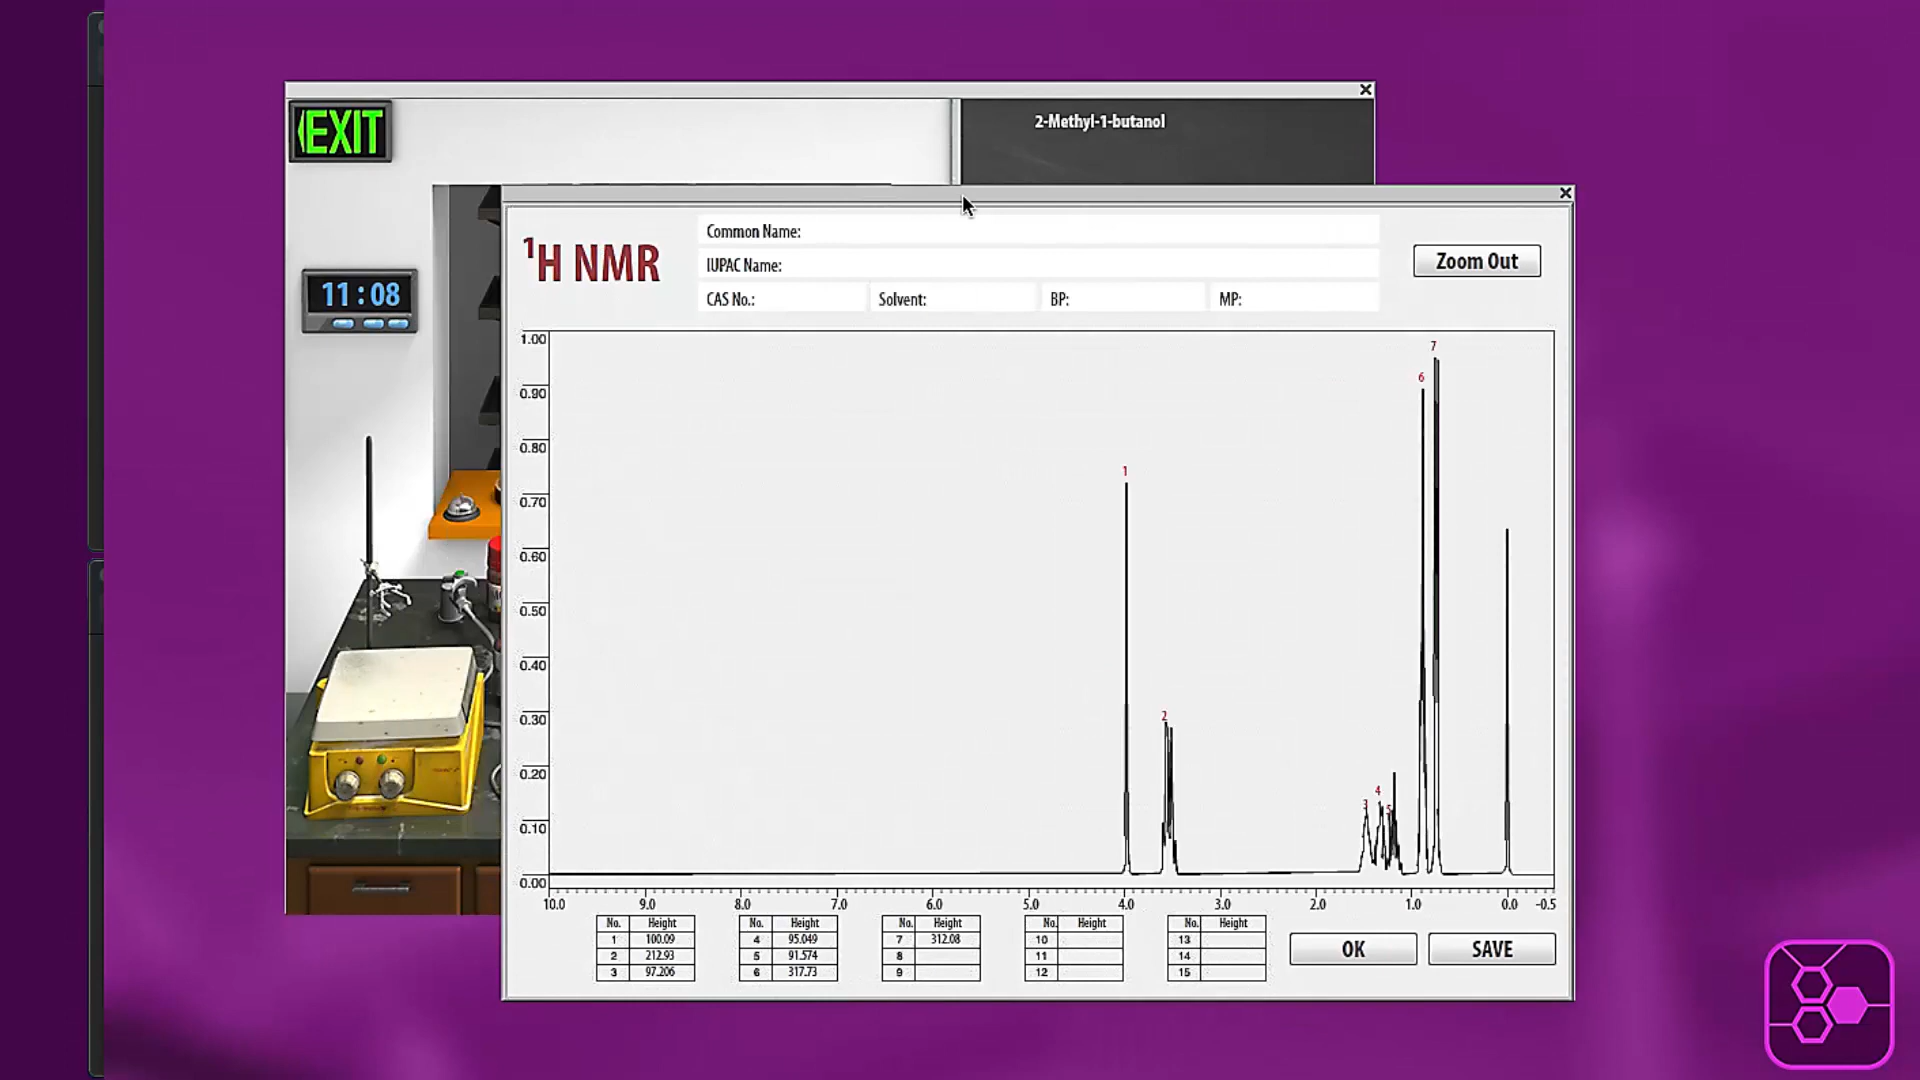 EXIT
2-Methyl-1-butanol
11:08
1H NMR
Common Name:
IUPAC Name:
CAS No.:
Solvent:
BP:
MP:
Zoom Out
1.00
0.90
0.80
0.70
0.60
0.50
0.40
0.30
0.20
0.10
0.00
1
2
3
4
5
6
7
10.0 9.0 8.0 7.0 6.0 5.0 4.0 3.0 2.0 1.0 0.0 -0.5
No. Height
1 100.09
2 212.93
3 97.206
No. Height
4 95.049
5 91.574
6 317.73
No. Height
7 312.08
8
9
No. Height
10
11
12
No. Height
13
14
15
OK
SAVE